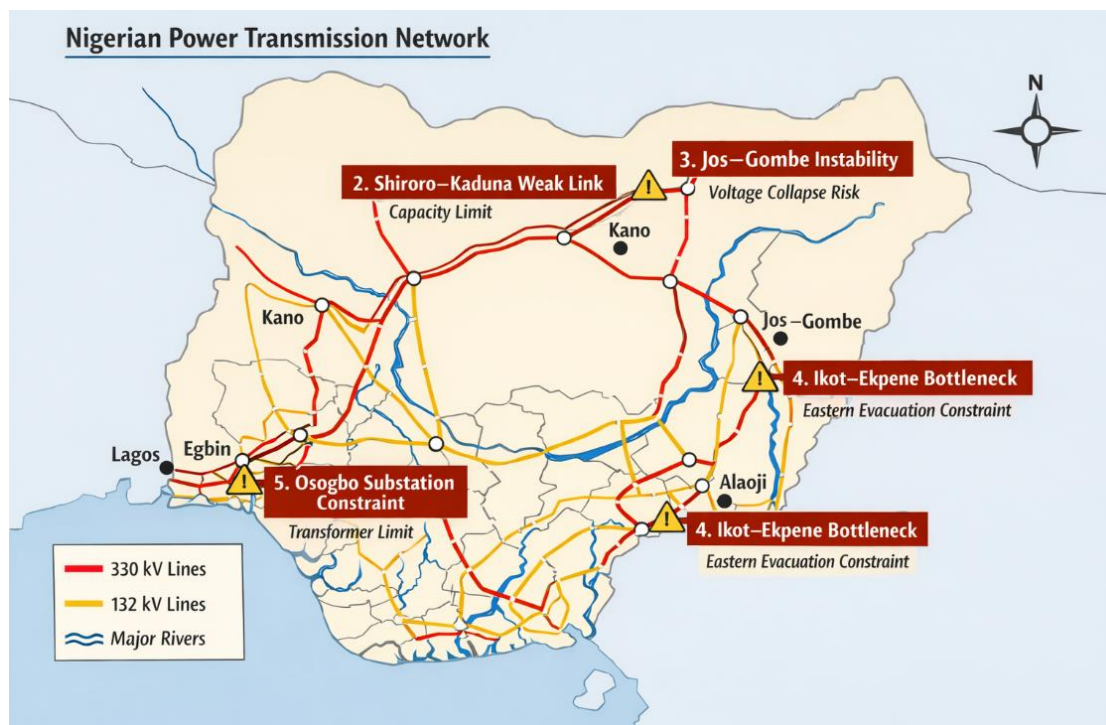 Nigerian Power Transmission Network
N
3. Jos–Gombe Instability
Voltage Collapse Risk
2. Shiroro–Kaduna Weak Link
Capacity Limit
!
Kano
Kano
Jos–Gombe
!
4. Ikot–Ekpene Bottleneck
Eastern Evacuation Constraint
Egbin
Lagos
!
5. Osogbo Substation
Constraint
Transformer Limit
Alaoji
!
4. Ikot–Ekpene Bottleneck
Eastern Evacuation Constraint
330 kV Lines
132 kV Lines
Major Rivers